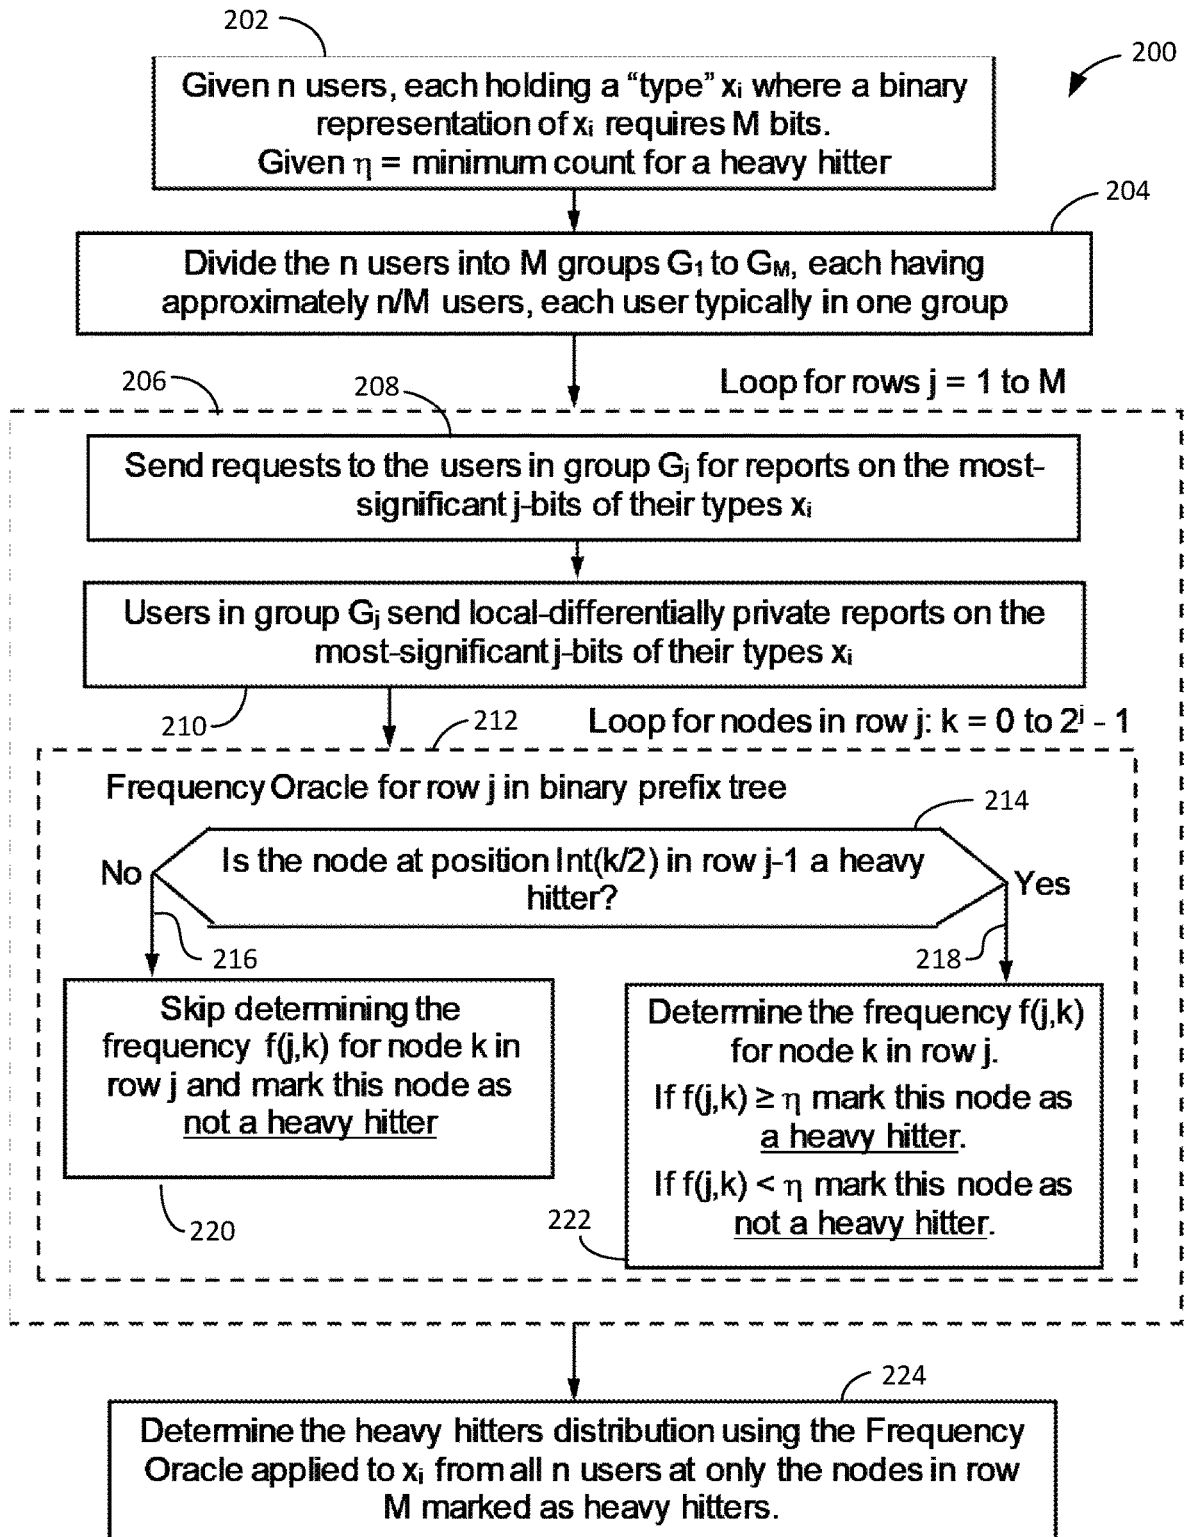 202
200
Given n users, each holding a “type” xᵢ where a binary
representation of xᵢ requires M bits.
Given η = minimum count for a heavy hitter
204
Divide the n users into M groups G₁ to G_M, each having
approximately n/M users, each user typically in one group
206
208
Loop for rows j = 1 to M
Send requests to the users in group Gⱼ for reports on the most-
significant j-bits of their types xᵢ
Users in group Gⱼ send local-differentially private reports on the
most-significant j-bits of their types xᵢ
210
212
Loop for nodes in row j: k = 0 to 2ʲ - 1
Frequency Oracle for row j in binary prefix tree
214
Is the node at position Int(k/2) in row j-1 a heavy
hitter?
No
Yes
216
218
Skip determining the
frequency f(j,k) for node k in
row j and mark this node as
not a heavy hitter
220
Determine the frequency f(j,k)
for node k in row j.
If f(j,k) ≥ η mark this node as
a heavy hitter.
If f(j,k) < η mark this node as
not a heavy hitter.
222
224
Determine the heavy hitters distribution using the Frequency
Oracle applied to xᵢ from all n users at only the nodes in row
M marked as heavy hitters.